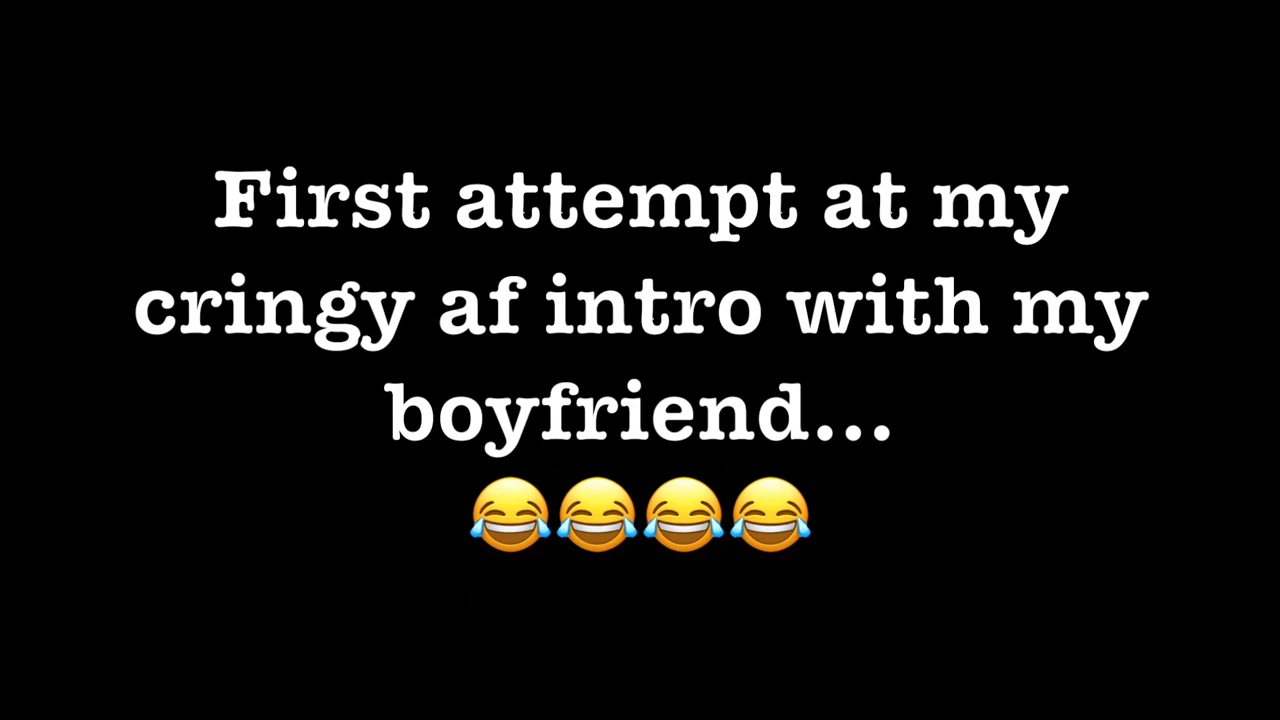 First attempt at my
cringy af intro with my
boyfriend...
😂😂😂😂